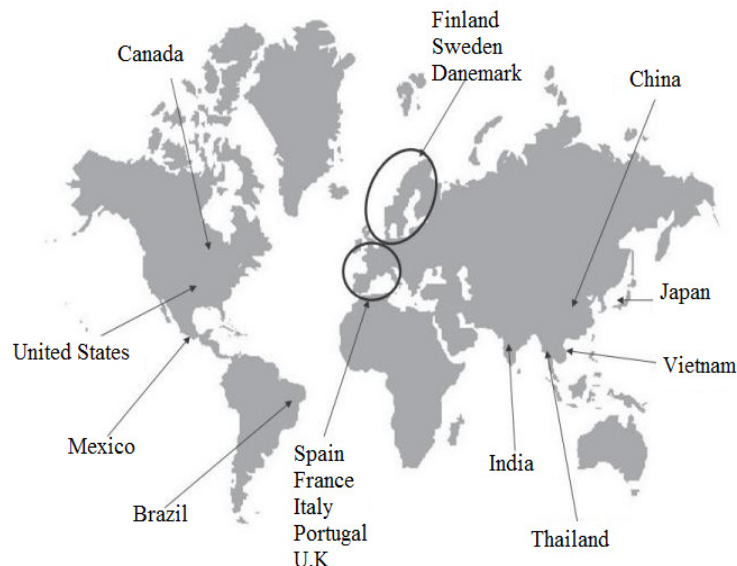 Finland
Sweden
Danemark
Canada
China
Japan
United States
Vietnam
Mexico
Spain
France
Italy
Portugal
U.K
India
Brazil
Thailand